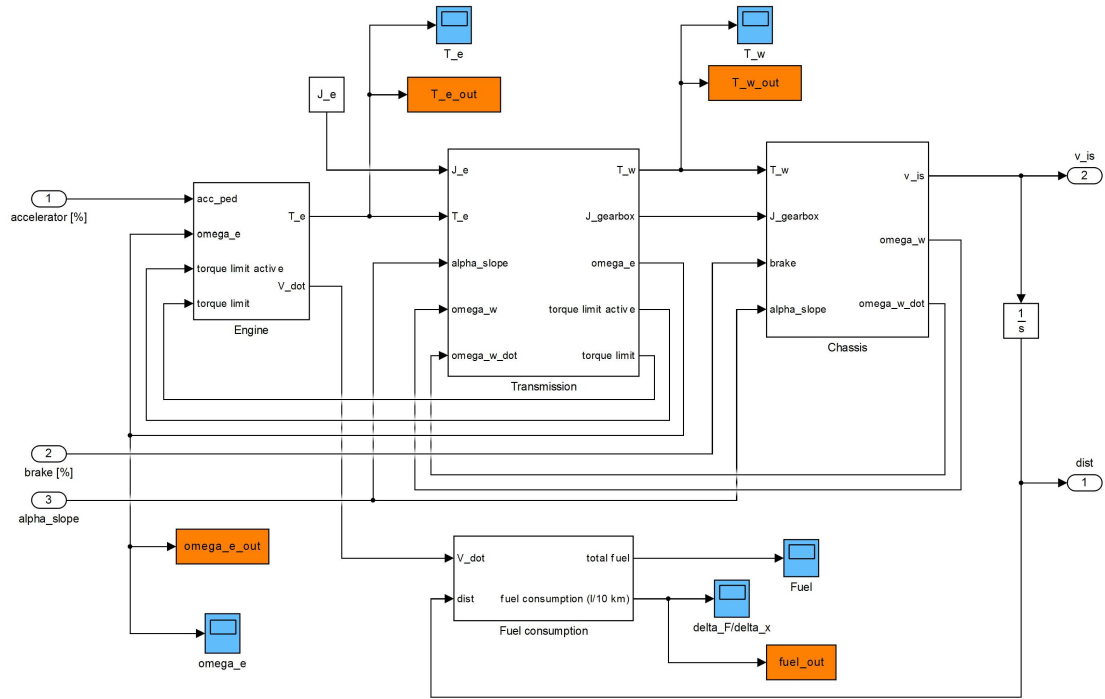 T_e
T_w
J_e
T_e_out
T_w_out
v_is
2
1
accelerator [%]
acc_ped
omega_e
torque limit active
torque limit
T_e
V_dot
Engine
J_e
T_e
alpha_slope
omega_w
omega_w_dot
T_w
J_gearbox
omega_e
torque limit active
torque limit
Transmission
T_w
J_gearbox
brake
alpha_slope
v_is
omega_w
omega_w_dot
Chassis
1
s
2
brake [%]
3
alpha_slope
dist
1
omega_e_out
omega_e
V_dot
dist
total fuel
fuel consumption (l/10 km)
Fuel consumption
Fuel
delta_F/delta_x
fuel_out